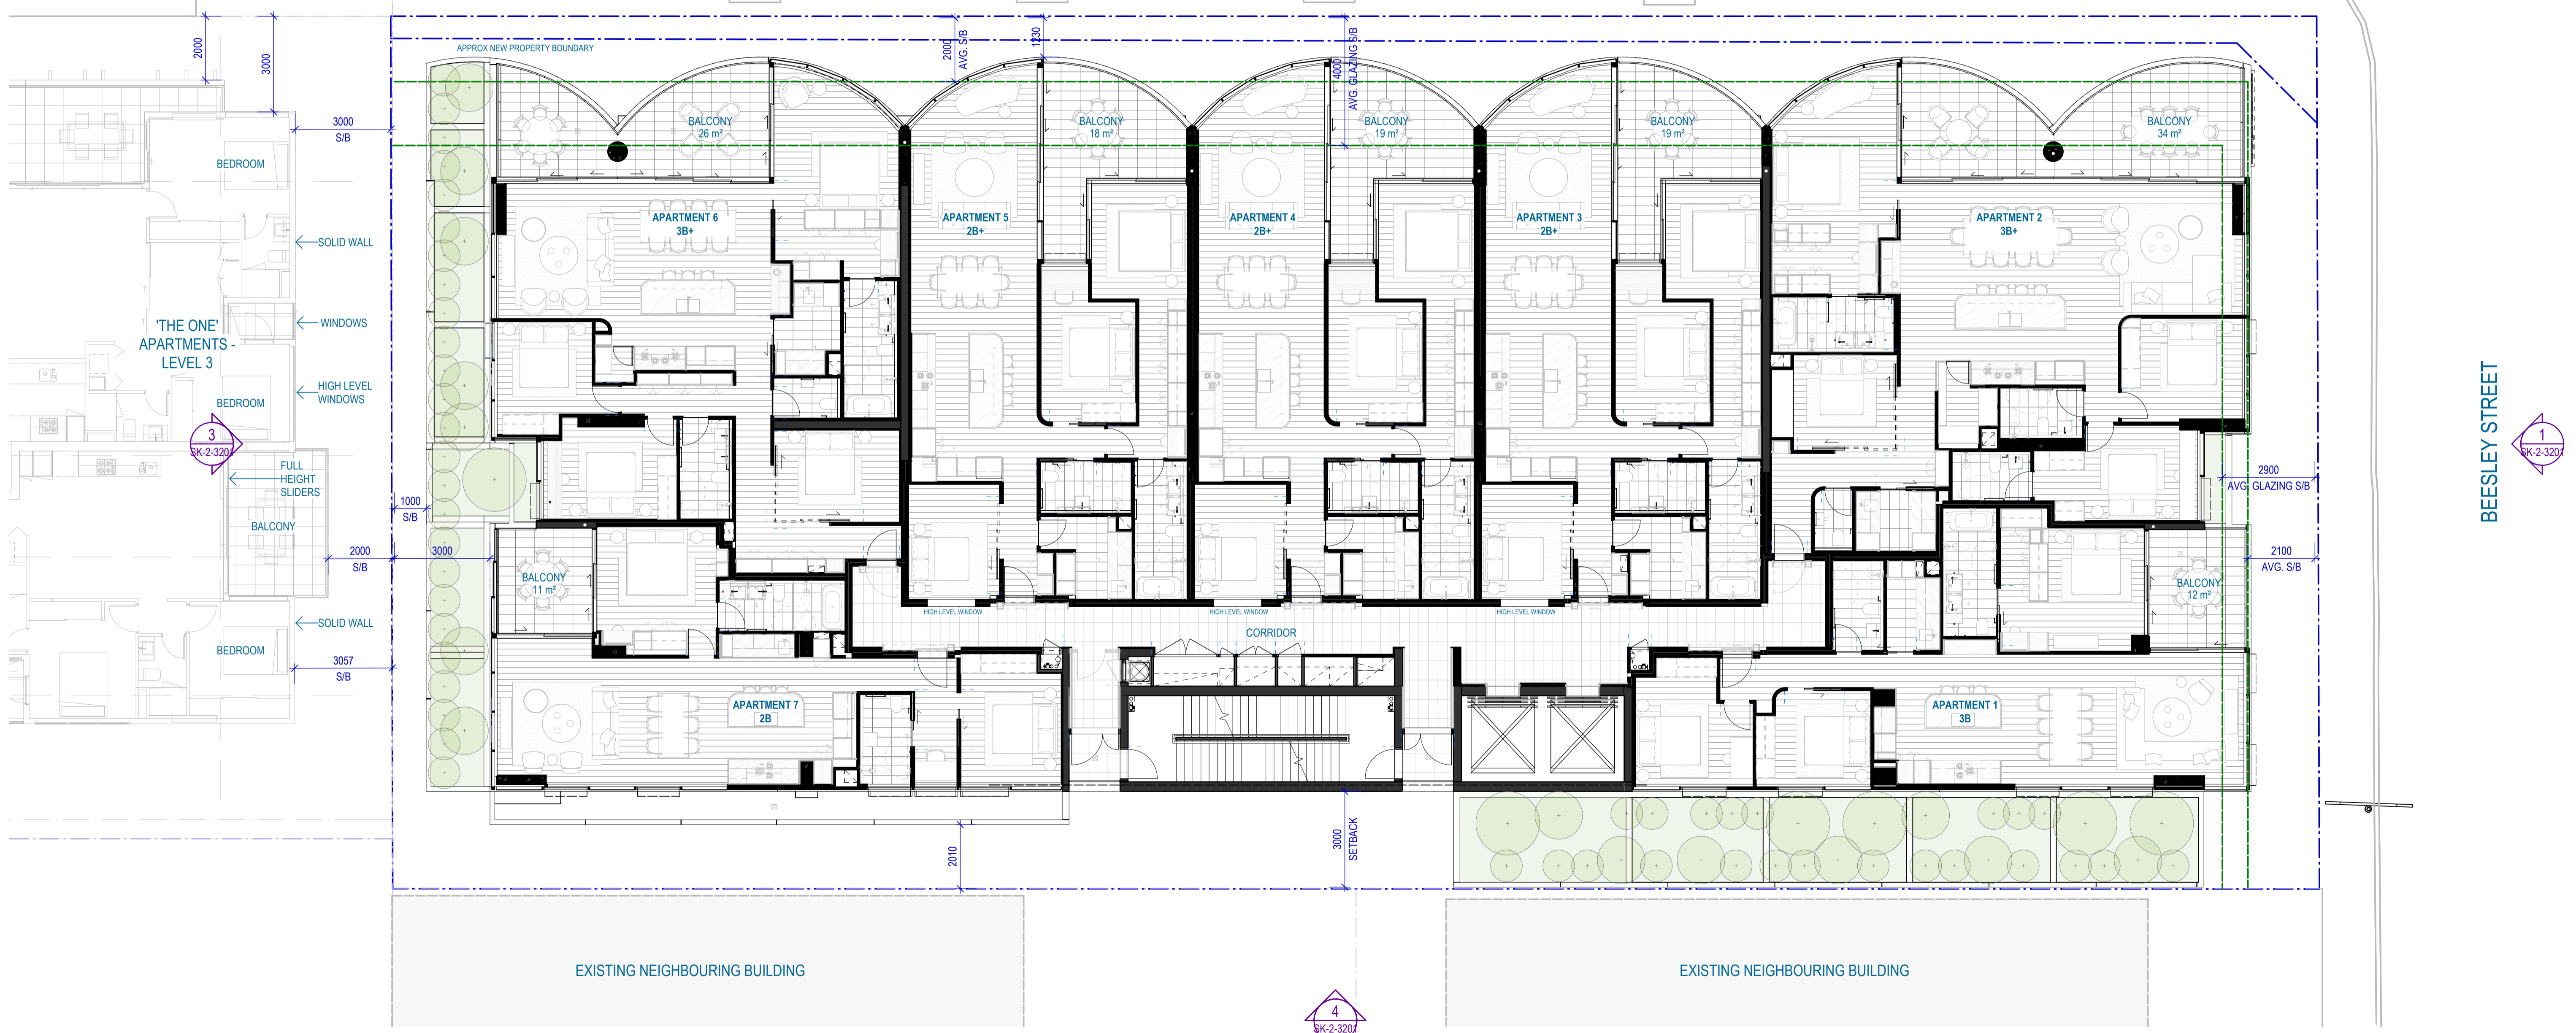 2000
3000
APPROX NEW PROPERTY BOUNDARY
2000
AVG. S/B
1230
4000
AVG. GLAZING S/B
3000
S/B
BEDROOM
SOLID WALL
WINDOWS
'THE ONE'
APARTMENTS -
LEVEL 3
HIGH LEVEL
WINDOWS
BEDROOM
3
SK-2-3201
FULL
HEIGHT
SLIDERS
BALCONY
1000
S/B
2000
S/B
3000
SOLID WALL
BEDROOM
3057
S/B
BALCONY
26 m²
BALCONY
18 m²
BALCONY
19 m²
BALCONY
19 m²
BALCONY
34 m²
APARTMENT 6
3B+
APARTMENT 5
2B+
APARTMENT 4
2B+
APARTMENT 3
2B+
APARTMENT 2
3B+
BEESLEY STREET
1
SK-2-3201
2900
AVG. GLAZING S/B
2100
AVG. S/B
BALCONY
11 m²
BALCONY
12 m²
HIGH LEVEL WINDOW
HIGH LEVEL WINDOW
HIGH LEVEL WINDOW
CORRIDOR
APARTMENT 7
2B
APARTMENT 1
3B
2010
3000
SETBACK
EXISTING NEIGHBOURING BUILDING
EXISTING NEIGHBOURING BUILDING
4
SK-2-3201